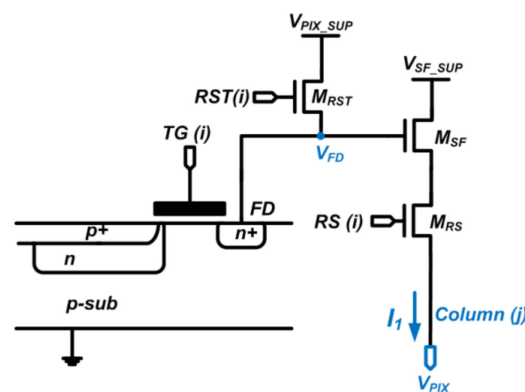 V_PIX_SUP
V_SF_SUP
RST(i)
M_RST
TG (i)
V_FD
M_SF
FD
p+
n+
RS (i)
M_RS
n
p-sub
I_1
Column (j)
V_PIX